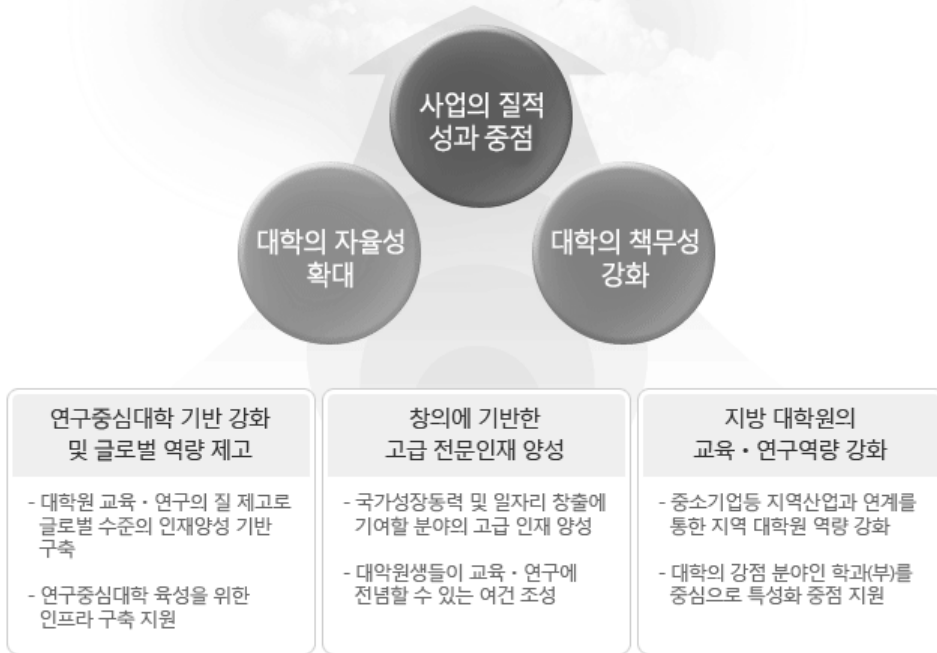 사업의 질적
성과 중점
대학의 자율성
확대
대학의 책무성
강화
연구중심대학 기반 강화
및 글로벌 역량 제고
- 대학원 교육・연구의 질 제고로
글로벌 수준의 인재양성 기반
구축
- 연구중심대학 육성을 위한
인프라 구축 지원
창의에 기반한
고급 전문인재 양성
- 국가성장동력 및 일자리 창출에
기여할 분야의 고급 인재 양성
- 대악원생들이 교육・연구에
전념할 수 있는 여건 조성
지방 대학원의
교육・연구역량 강화
- 중소기업등 지역산업과 연계를
통한 지역 대학원 역량 강화
- 대학의 강점 분야인 학과(부)를
중심으로 특성화 중점 지원